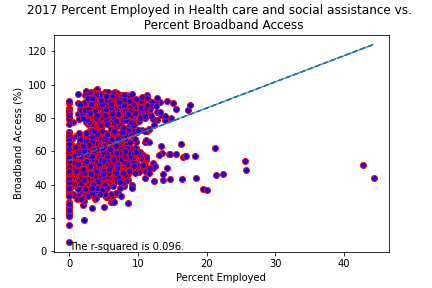 2017 Percent Employed in Health care and social assistance vs.
Percent Broadband Access
120
100
80
60
40
20
0
Broadband Access (%)
The r-squared is 0.096.
0 10 20 30 40
Percent Employed